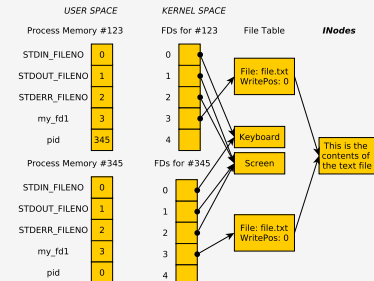 USER SPACE KERNEL SPACE
Process Memory #123 FDs for #123 File Table INodes
STDIN_FILENO 0 0
STDOUT_FILENO 1 1
STDERR_FILENO 2 2
my_fd1 3 3
pid 345 4
File: file.txt
WritePos: 0
Keyboard
Screen
This is the
contents of
the text file
Process Memory #345 FDs for #345
STDIN_FILENO 0 0
STDOUT_FILENO 1 1
STDERR_FILENO 2 2
my_fd1 3 3
pid 0 4
File: file.txt
WritePos: 0